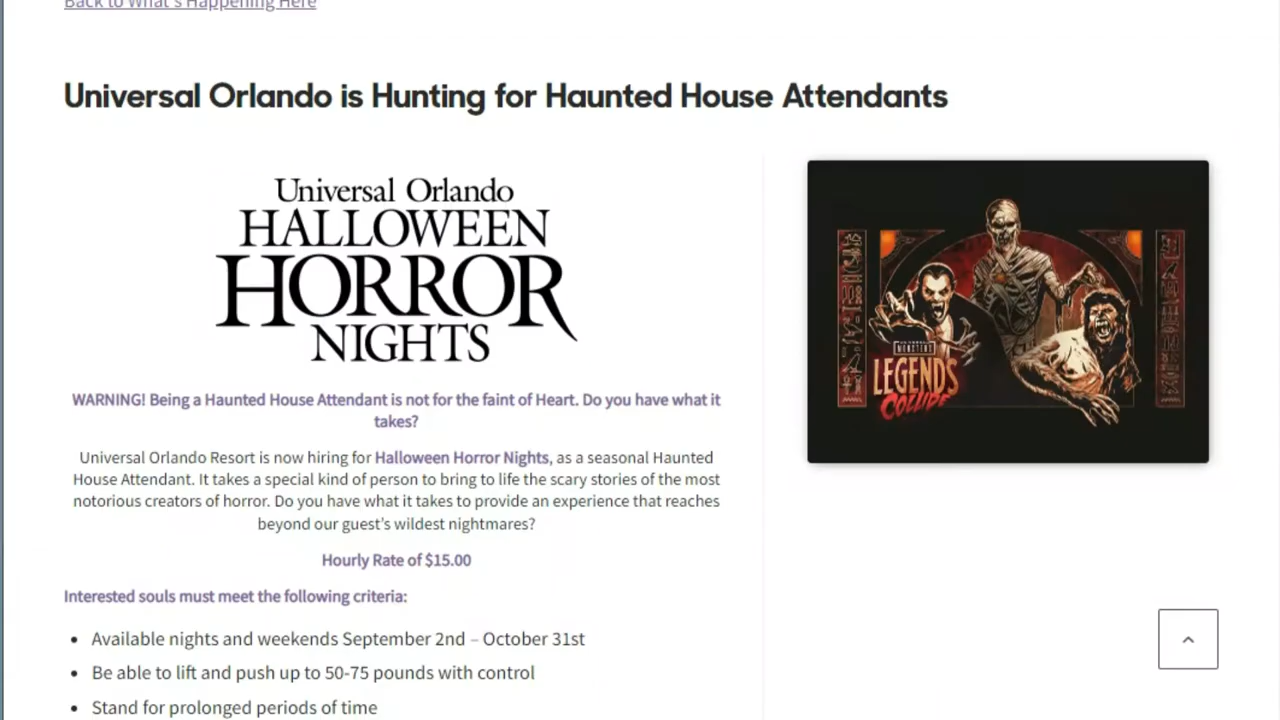 Back to What's Happening Here
Universal Orlando is Hunting for Haunted House Attendants
Universal Orlando
HALLOWEEN
HORROR
NIGHTS
WARNING! Being a Haunted House Attendant is not for the faint of Heart. Do you have what it
takes?
Universal Orlando Resort is now hiring for Halloween Horror Nights, as a seasonal Haunted
House Attendant. It takes a special kind of person to bring to life the scary stories of the most
notorious creators of horror. Do you have what it takes to provide an experience that reaches
beyond our guest's wildest nightmares?
Hourly Rate of $15.00
Interested souls must meet the following criteria:
• Available nights and weekends September 2nd – October 31st
• Be able to lift and push up to 50-75 pounds with control
• Stand for prolonged periods of time
MONSTERS
LEGENDS
COLLIDE